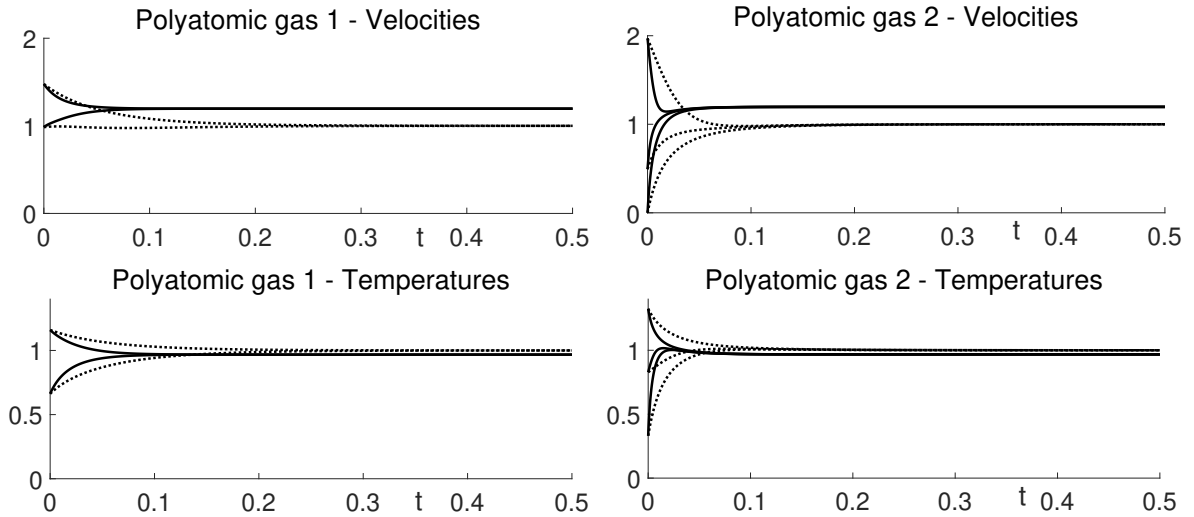 Polyatomic gas 1 - Velocities
2
1
0
0 0.1 0.2 0.3 t 0.4 0.5
Polyatomic gas 2 - Velocities
2
1
0
0 0.1 0.2 0.3 t 0.4 0.5
Polyatomic gas 1 - Temperatures
1
0.5
0
0 0.1 0.2 0.3 t 0.4 0.5
Polyatomic gas 2 - Temperatures
1
0.5
0
0 0.1 0.2 0.3 t 0.4 0.5